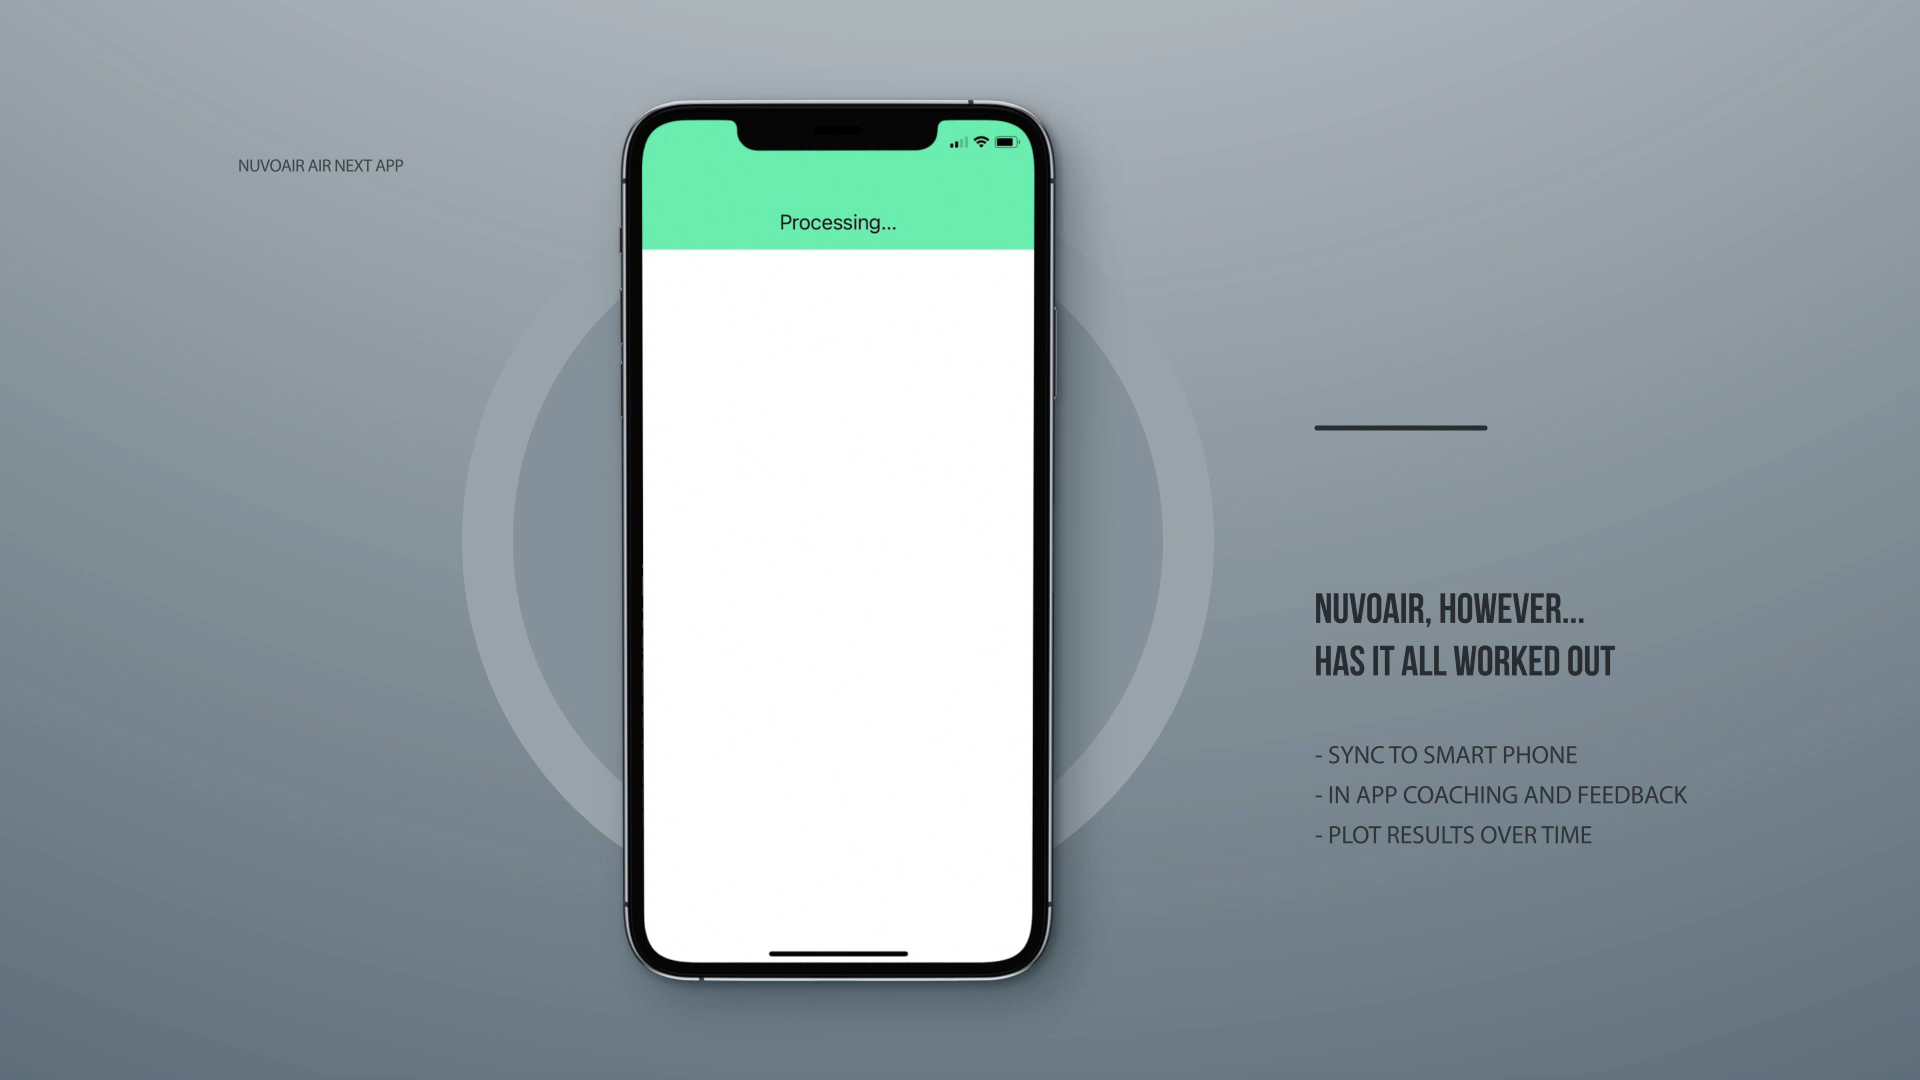 NUVOAIR AIR NEXT APP
Processing...
NUVOAIR, HOWEVER...
HAS IT ALL WORKED OUT
- SYNC TO SMART PHONE
- IN APP COACHING AND FEEDBACK
- PLOT RESULTS OVER TIME